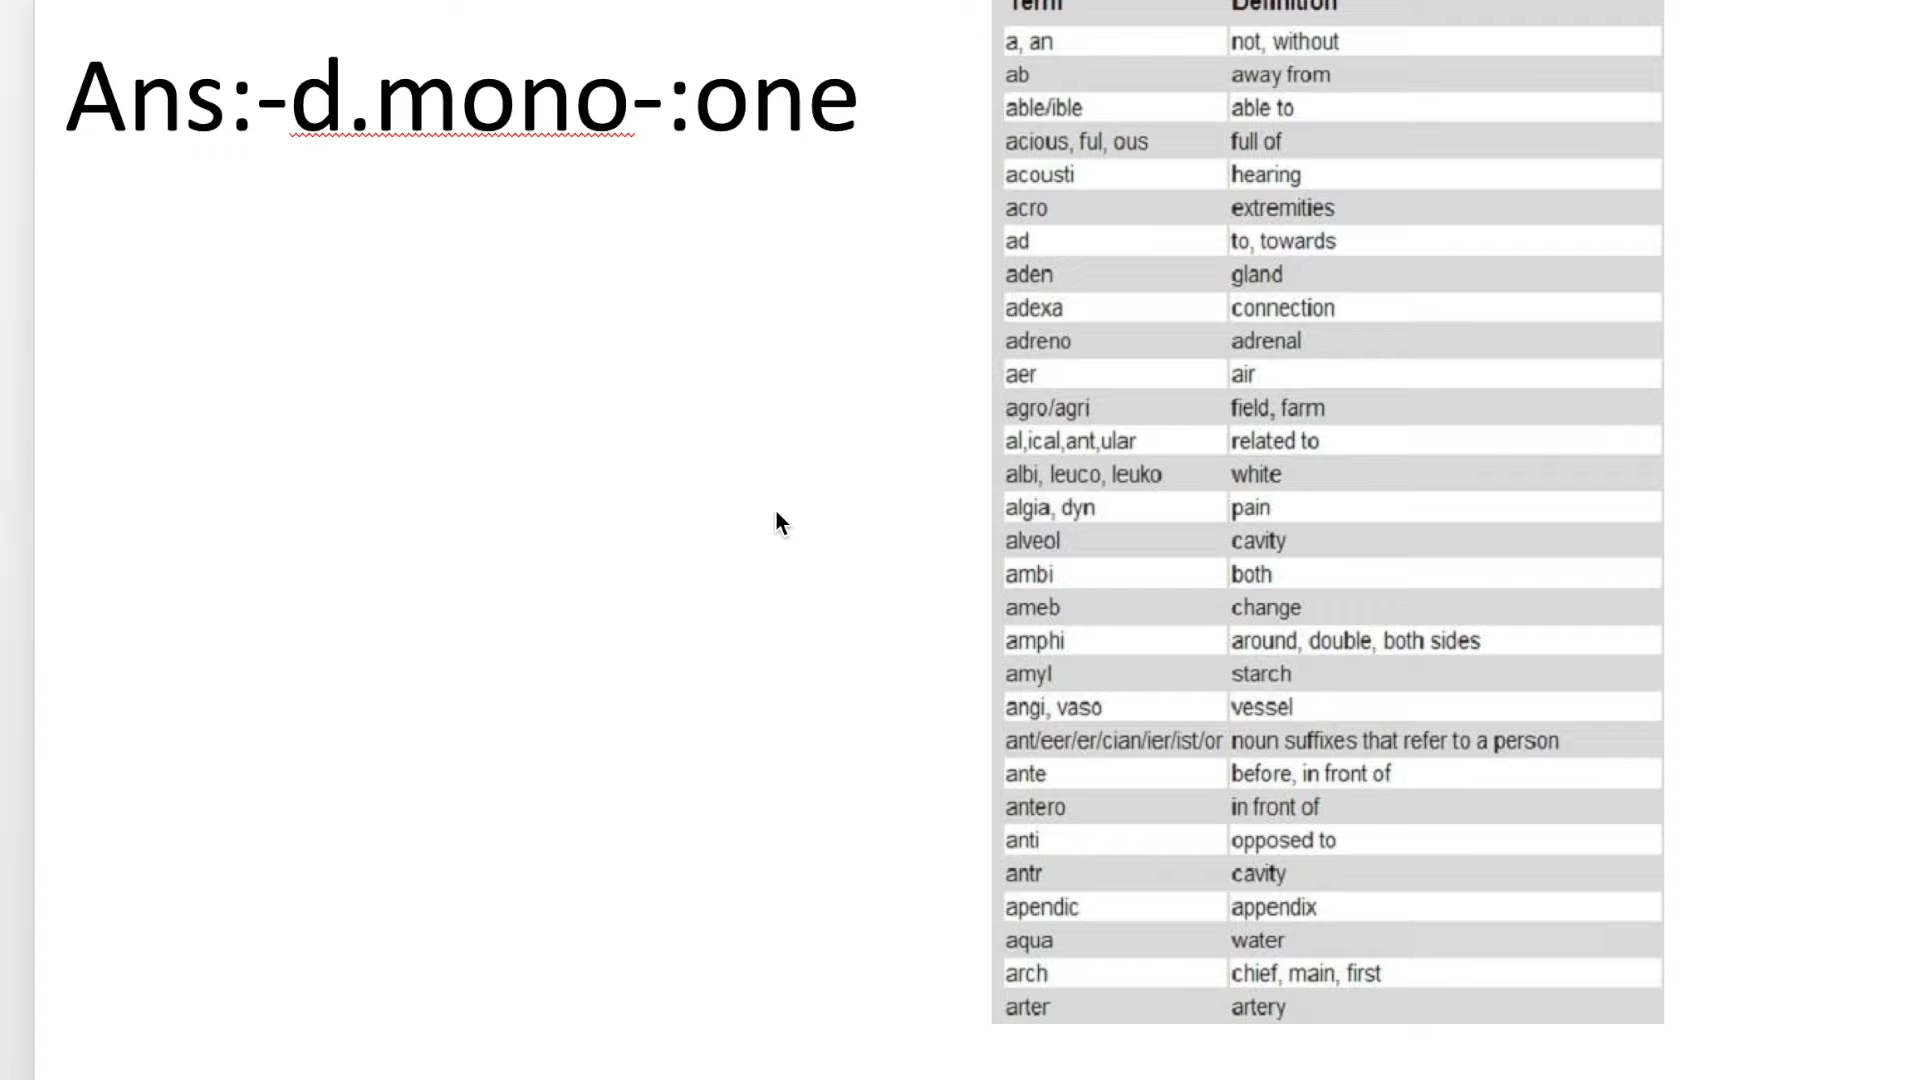 Ans:-d.mono-:one
Term Definition
a, an not, without
ab away from
able/ible able to
acious, ful, ous full of
acousti hearing
acro extremities
ad to, towards
aden gland
adexa connection
adreno adrenal
aer air
agro/agri field, farm
al,ical,ant,ular related to
albi, leuco, leuko white
algia, dyn pain
alveol cavity
ambi both
ameb change
amphi around, double, both sides
amyl starch
angi, vaso vessel
ant/eer/er/cian/ier/ist/or noun suffixes that refer to a person
ante before, in front of
antero in front of
anti opposed to
antr cavity
apendic appendix
aqua water
arch chief, main, first
arter artery